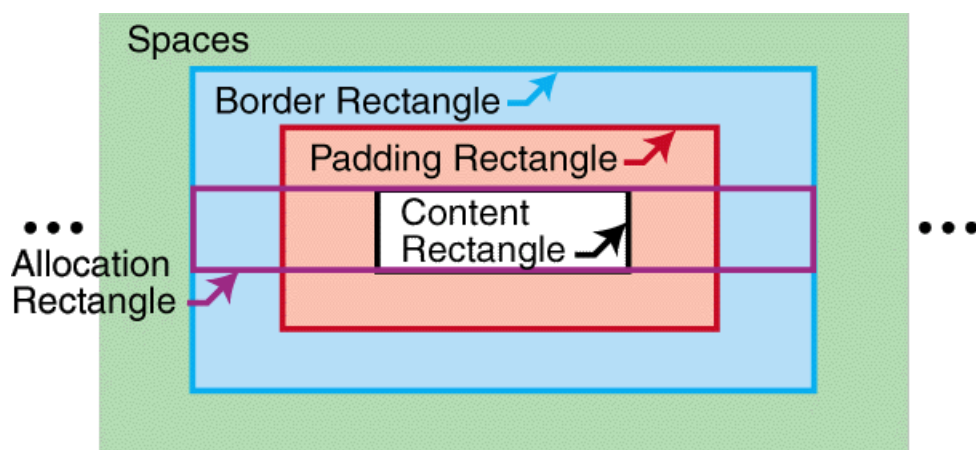 Spaces
Border Rectangle
Padding Rectangle
Content
Rectangle
•••
•••
Allocation
Rectangle